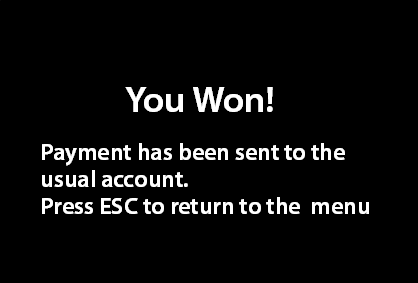 You Won!
Payment has been sent to the
usual account.
Press ESC to return to the  menu